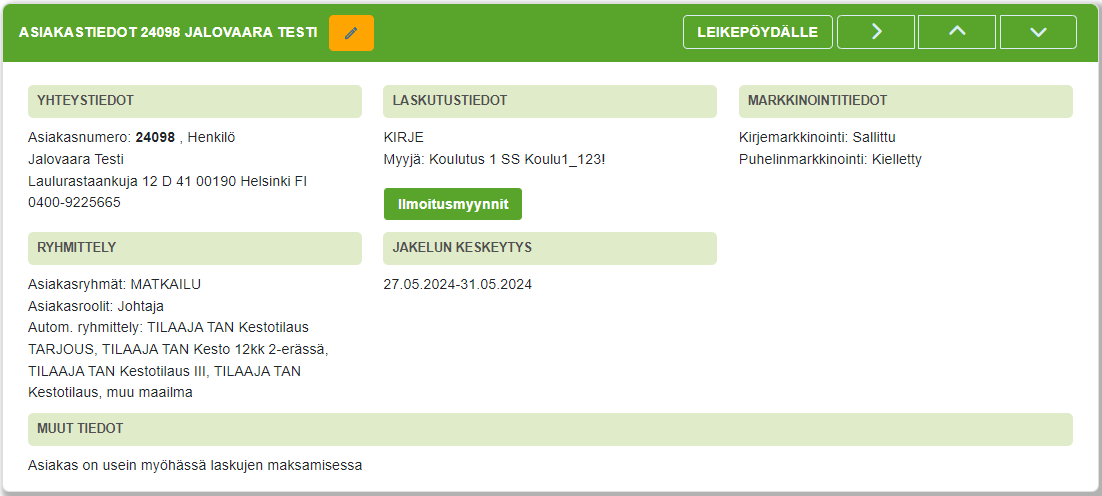 ASIAKASTIEDOT 24098 JALOVAARA TESTI
LEIKEPÖYDÄLLE
YHTEYSTIEDOT
Asiakasnumero: 24098 , Henkilö
Jalovaara Testi
Laulurastaankuja 12 D 41 00190 Helsinki FI
0400-9225665
LASKUTUSTIEDOT
KIRJE
Myyjä: Koulutus 1 SS Koulu1_123!
Ilmoitusmyynnit
MARKKINOINTITIEDOT
Kirjemarkkinointi: Sallittu
Puhelinmarkkinointi: Kielletty
RYHMITTELY
Asiakasryhmät: MATKAILU
Asiakasroolit: Johtaja
Autom. ryhmittely: TILAAJA TAN Kestotilaus
TARJOUS, TILAAJA TAN Kesto 12kk 2-erässä,
TILAAJA TAN Kestotilaus III, TILAAJA TAN
Kestotilaus, muu maailma
JAKELUN KESKEYTYS
27.05.2024-31.05.2024
MUUT TIEDOT
Asiakas on usein myöhässä laskujen maksamisessa